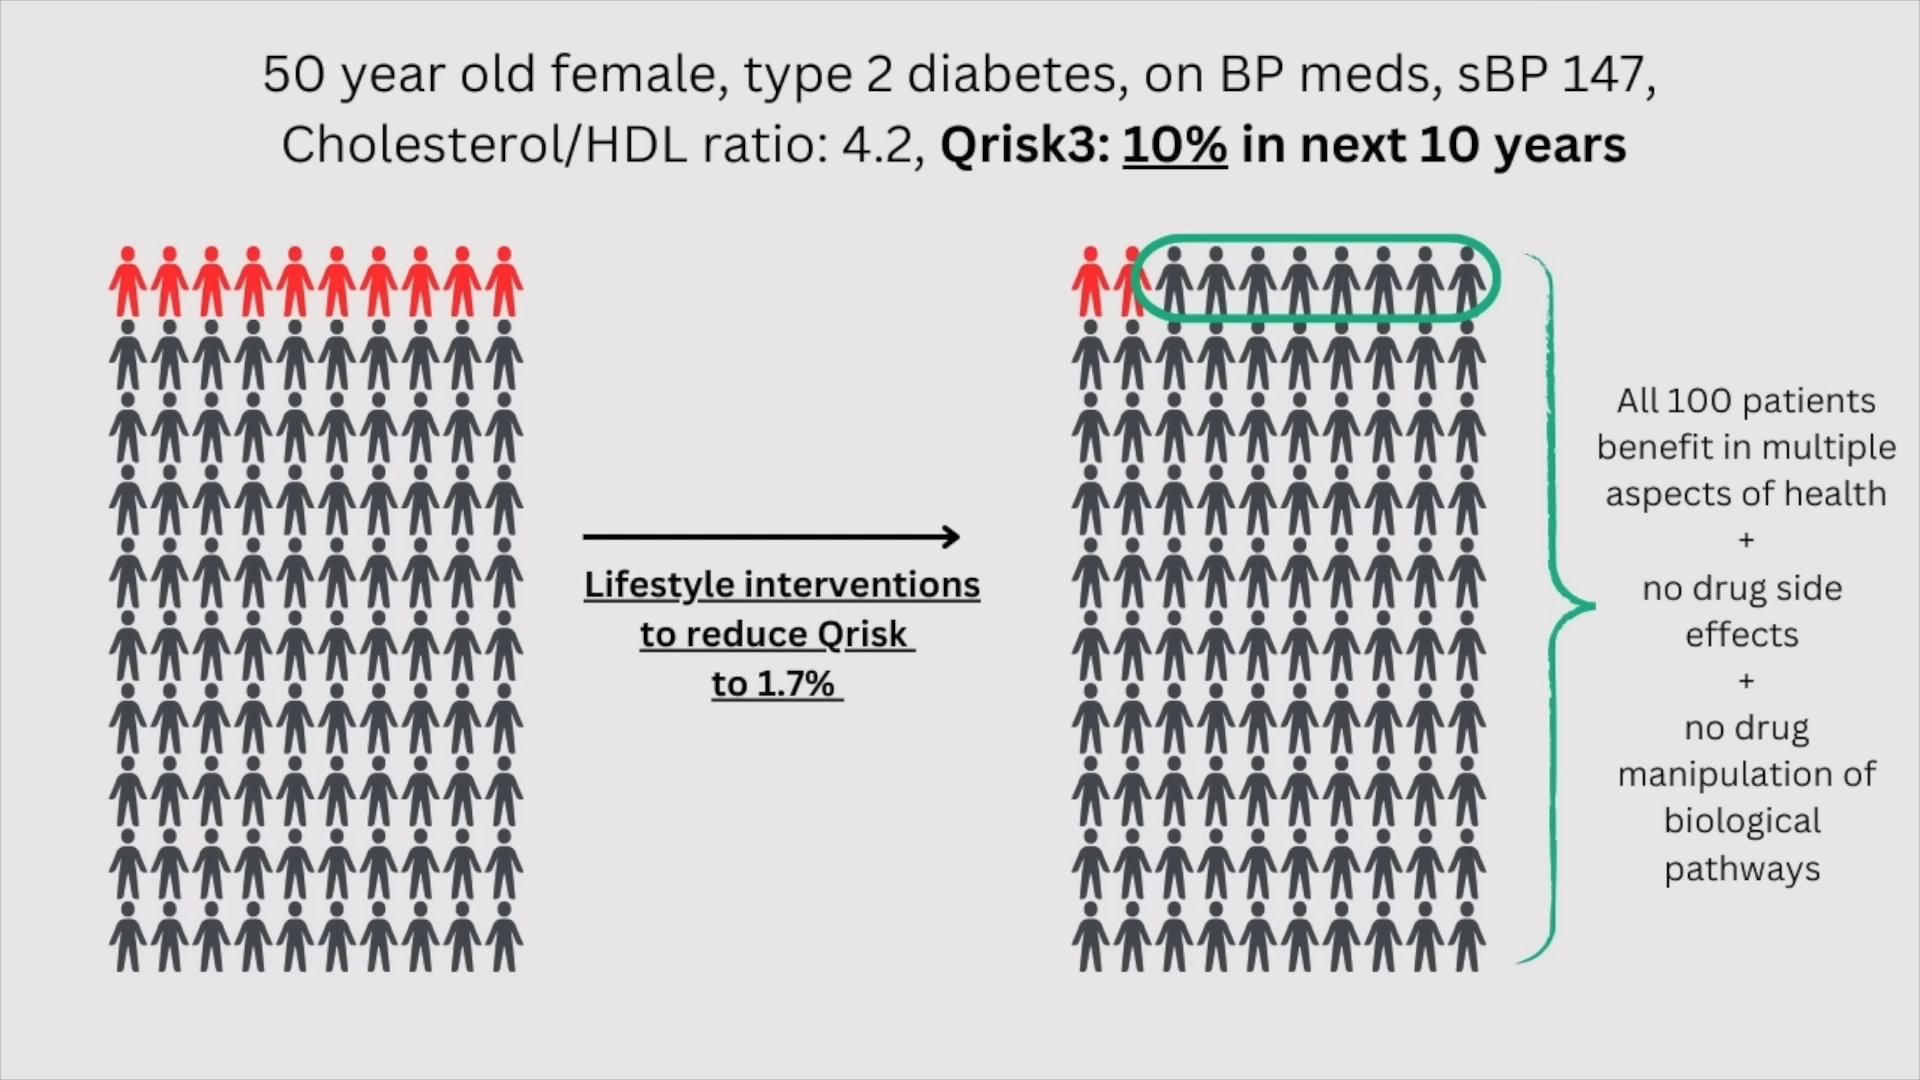 50 year old female, type 2 diabetes, on BP meds, sBP 147,
Cholesterol/HDL ratio: 4.2, Qrisk3: 10% in next 10 years
Lifestyle interventions
to reduce Qrisk
to 1.7%
All 100 patients
benefit in multiple
aspects of health
+
no drug side
effects
+
no drug
manipulation of
biological
pathways